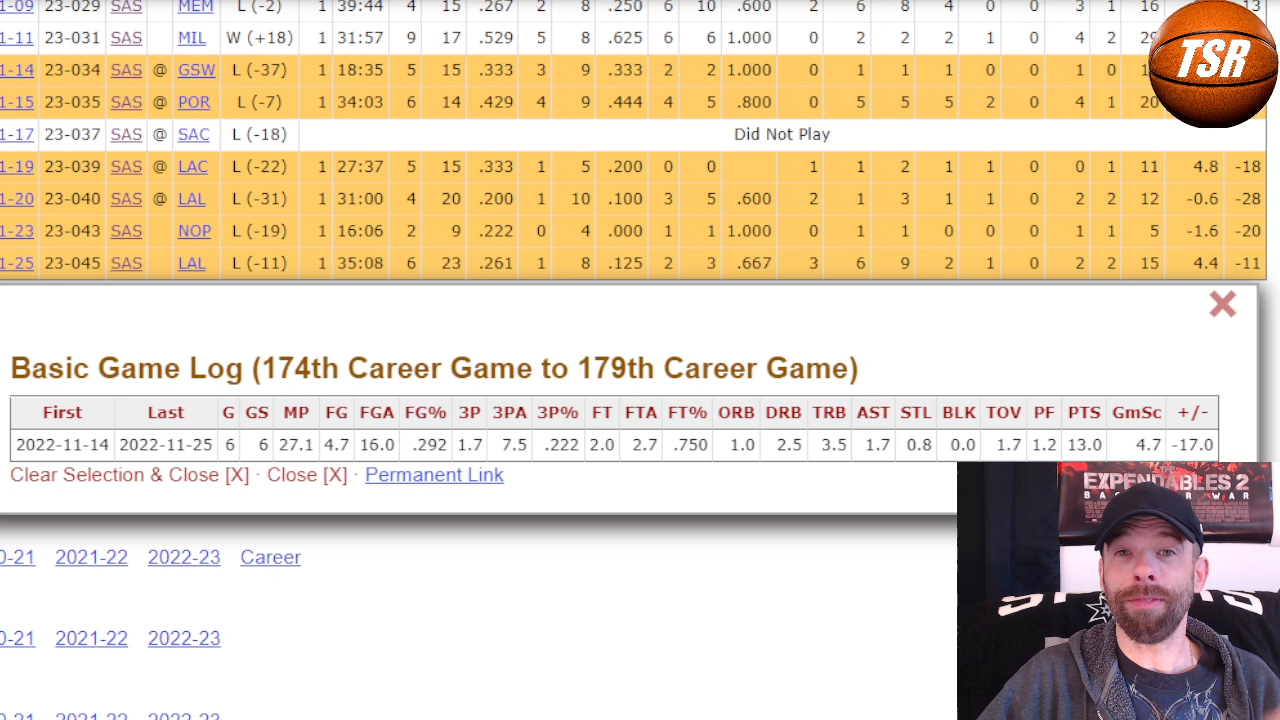 1-09 23-029 SAS MEM L (-2) 1 39:44 4 15 .267 2 8 .250 6 10 .600 2 6 8 4 0 0 3 1 16 13
1-11 23-031 SAS MIL W (+18) 1 31:57 9 17 .529 5 8 .625 6 6 1.000 0 2 2 2 1 0 4 2
1-14 23-034 SAS @ GSW L (-37) 1 18:35 5 15 .333 3 9 .333 2 2 1.000 0 1 1 1 0 0 1 0
1-15 23-035 SAS @ POR L (-7) 1 34:03 6 14 .429 4 9 .444 4 5 .800 0 5 5 5 2 0 4 1 20
TSR
1-17 23-037 SAS @ SAC L (-18) Did Not Play
1-19 23-039 SAS @ LAC L (-22) 1 27:37 5 15 .333 1 5 .200 0 0 1 1 2 1 1 0 0 1 11 4.8 -18
1-20 23-040 SAS @ LAL L (-31) 1 31:00 4 20 .200 1 10 .100 3 5 .600 2 1 3 1 1 0 2 2 12 -0.6 -28
1-23 23-043 SAS NOP L (-19) 1 16:06 2 9 .222 0 4 .000 1 1 1.000 0 1 1 0 0 0 1 1 5 -1.6 -20
1-25 23-045 SAS LAL L (-11) 1 35:08 6 23 .261 1 8 .125 2 3 .667 3 6 9 2 1 0 2 2 15 4.4 -11
Basic Game Log (174th Career Game to 179th Career Game)
First Last G GS MP FG FGA FG% 3P 3PA 3P% FT FTA FT% ORB DRB TRB AST STL BLK TOV PF PTS GmSc +/-
2022-11-14 2022-11-25 6 6 27.1 4.7 16.0 .292 1.7 7.5 .222 2.0 2.7 .750 1.0 2.5 3.5 1.7 0.8 0.0 1.7 1.2 13.0 4.7 -17.0
Clear Selection & Close [X] · Close [X] · Permanent Link
THE
EXPENDABLES 2
BACK FOR WAR
0-21 2021-22 2022-23 Career
0-21 2021-22 2022-23
0-21 2021-22 2022-23